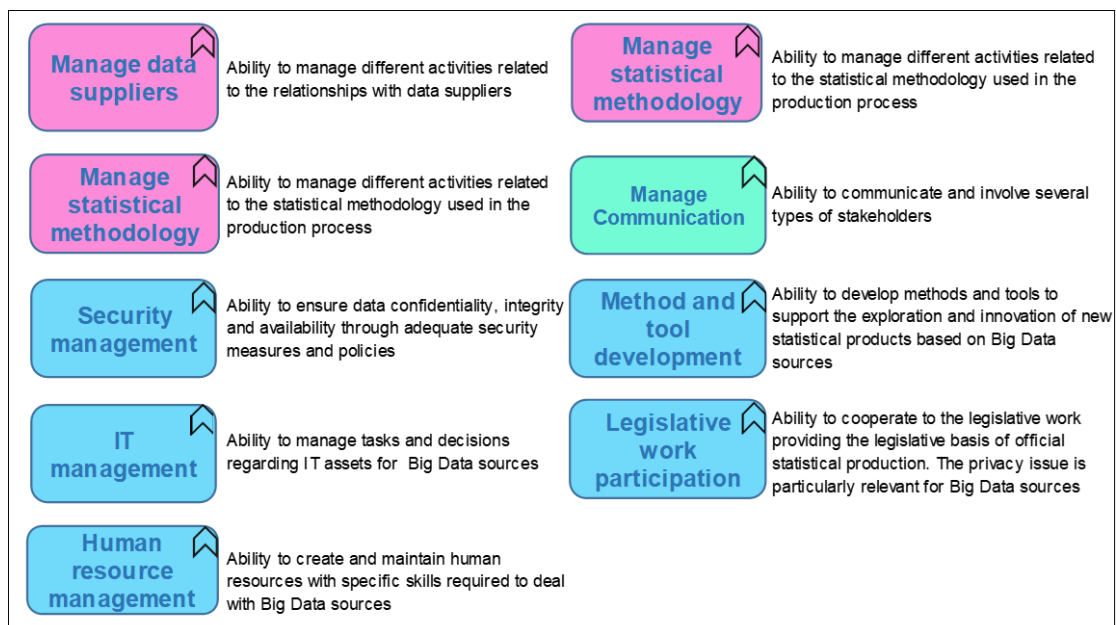 Manage data
suppliers
Ability to manage different activities related
to the relationships with data suppliers
Manage
statistical
methodology
Ability to manage different activities related
to the statistical methodology used in the
production process
Manage
statistical
methodology
Ability to manage different activities related
to the statistical methodology used in the
production process
Manage
Communication
Ability to communicate and involve several
types of stakeholders
Security
management
Ability to ensure data confidentiality, integrity
and availability through adequate security
measures and policies
Method and
tool
development
Ability to develop methods and tools to
support the exploration and innovation of new
statistical products based on Big Data
sources
IT
management
Ability to manage tasks and decisions
regarding IT assets for Big Data sources
Legislative
work
participation
Ability to cooperate to the legislative work
providing the legislative basis of official
statistical production. The privacy issue is
particularly relevant for Big Data sources
Human
resource
management
Ability to create and maintain human
resources with specific skills required to deal
with Big Data sources